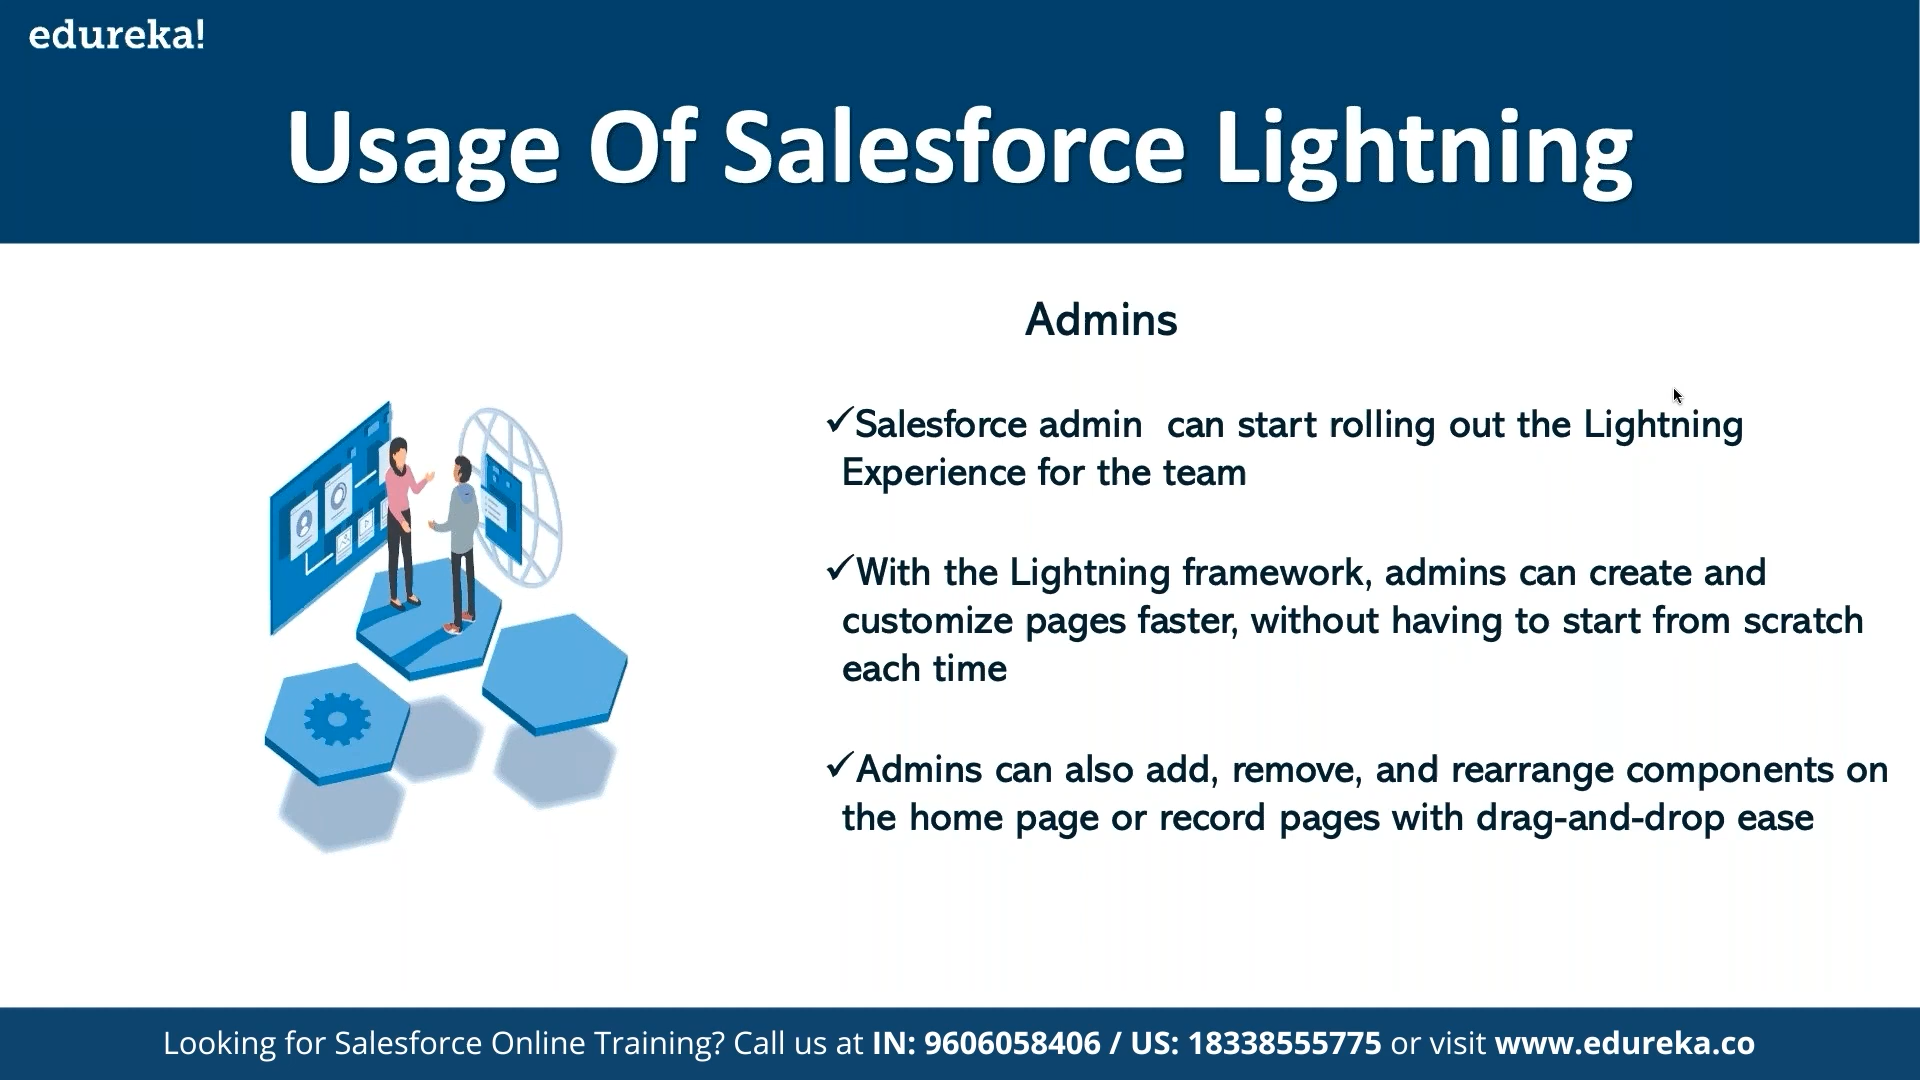 edureka!
Usage Of Salesforce Lightning
Admins
✓Salesforce admin  can start rolling out the Lightning
Experience for the team
✓With the Lightning framework, admins can create and
customize pages faster, without having to start from scratch
each time
✓Admins can also add, remove, and rearrange components on
the home page or record pages with drag-and-drop ease
Looking for Salesforce Online Training? Call us at IN: 9606058406 / US: 18338555775 or visit www.edureka.co